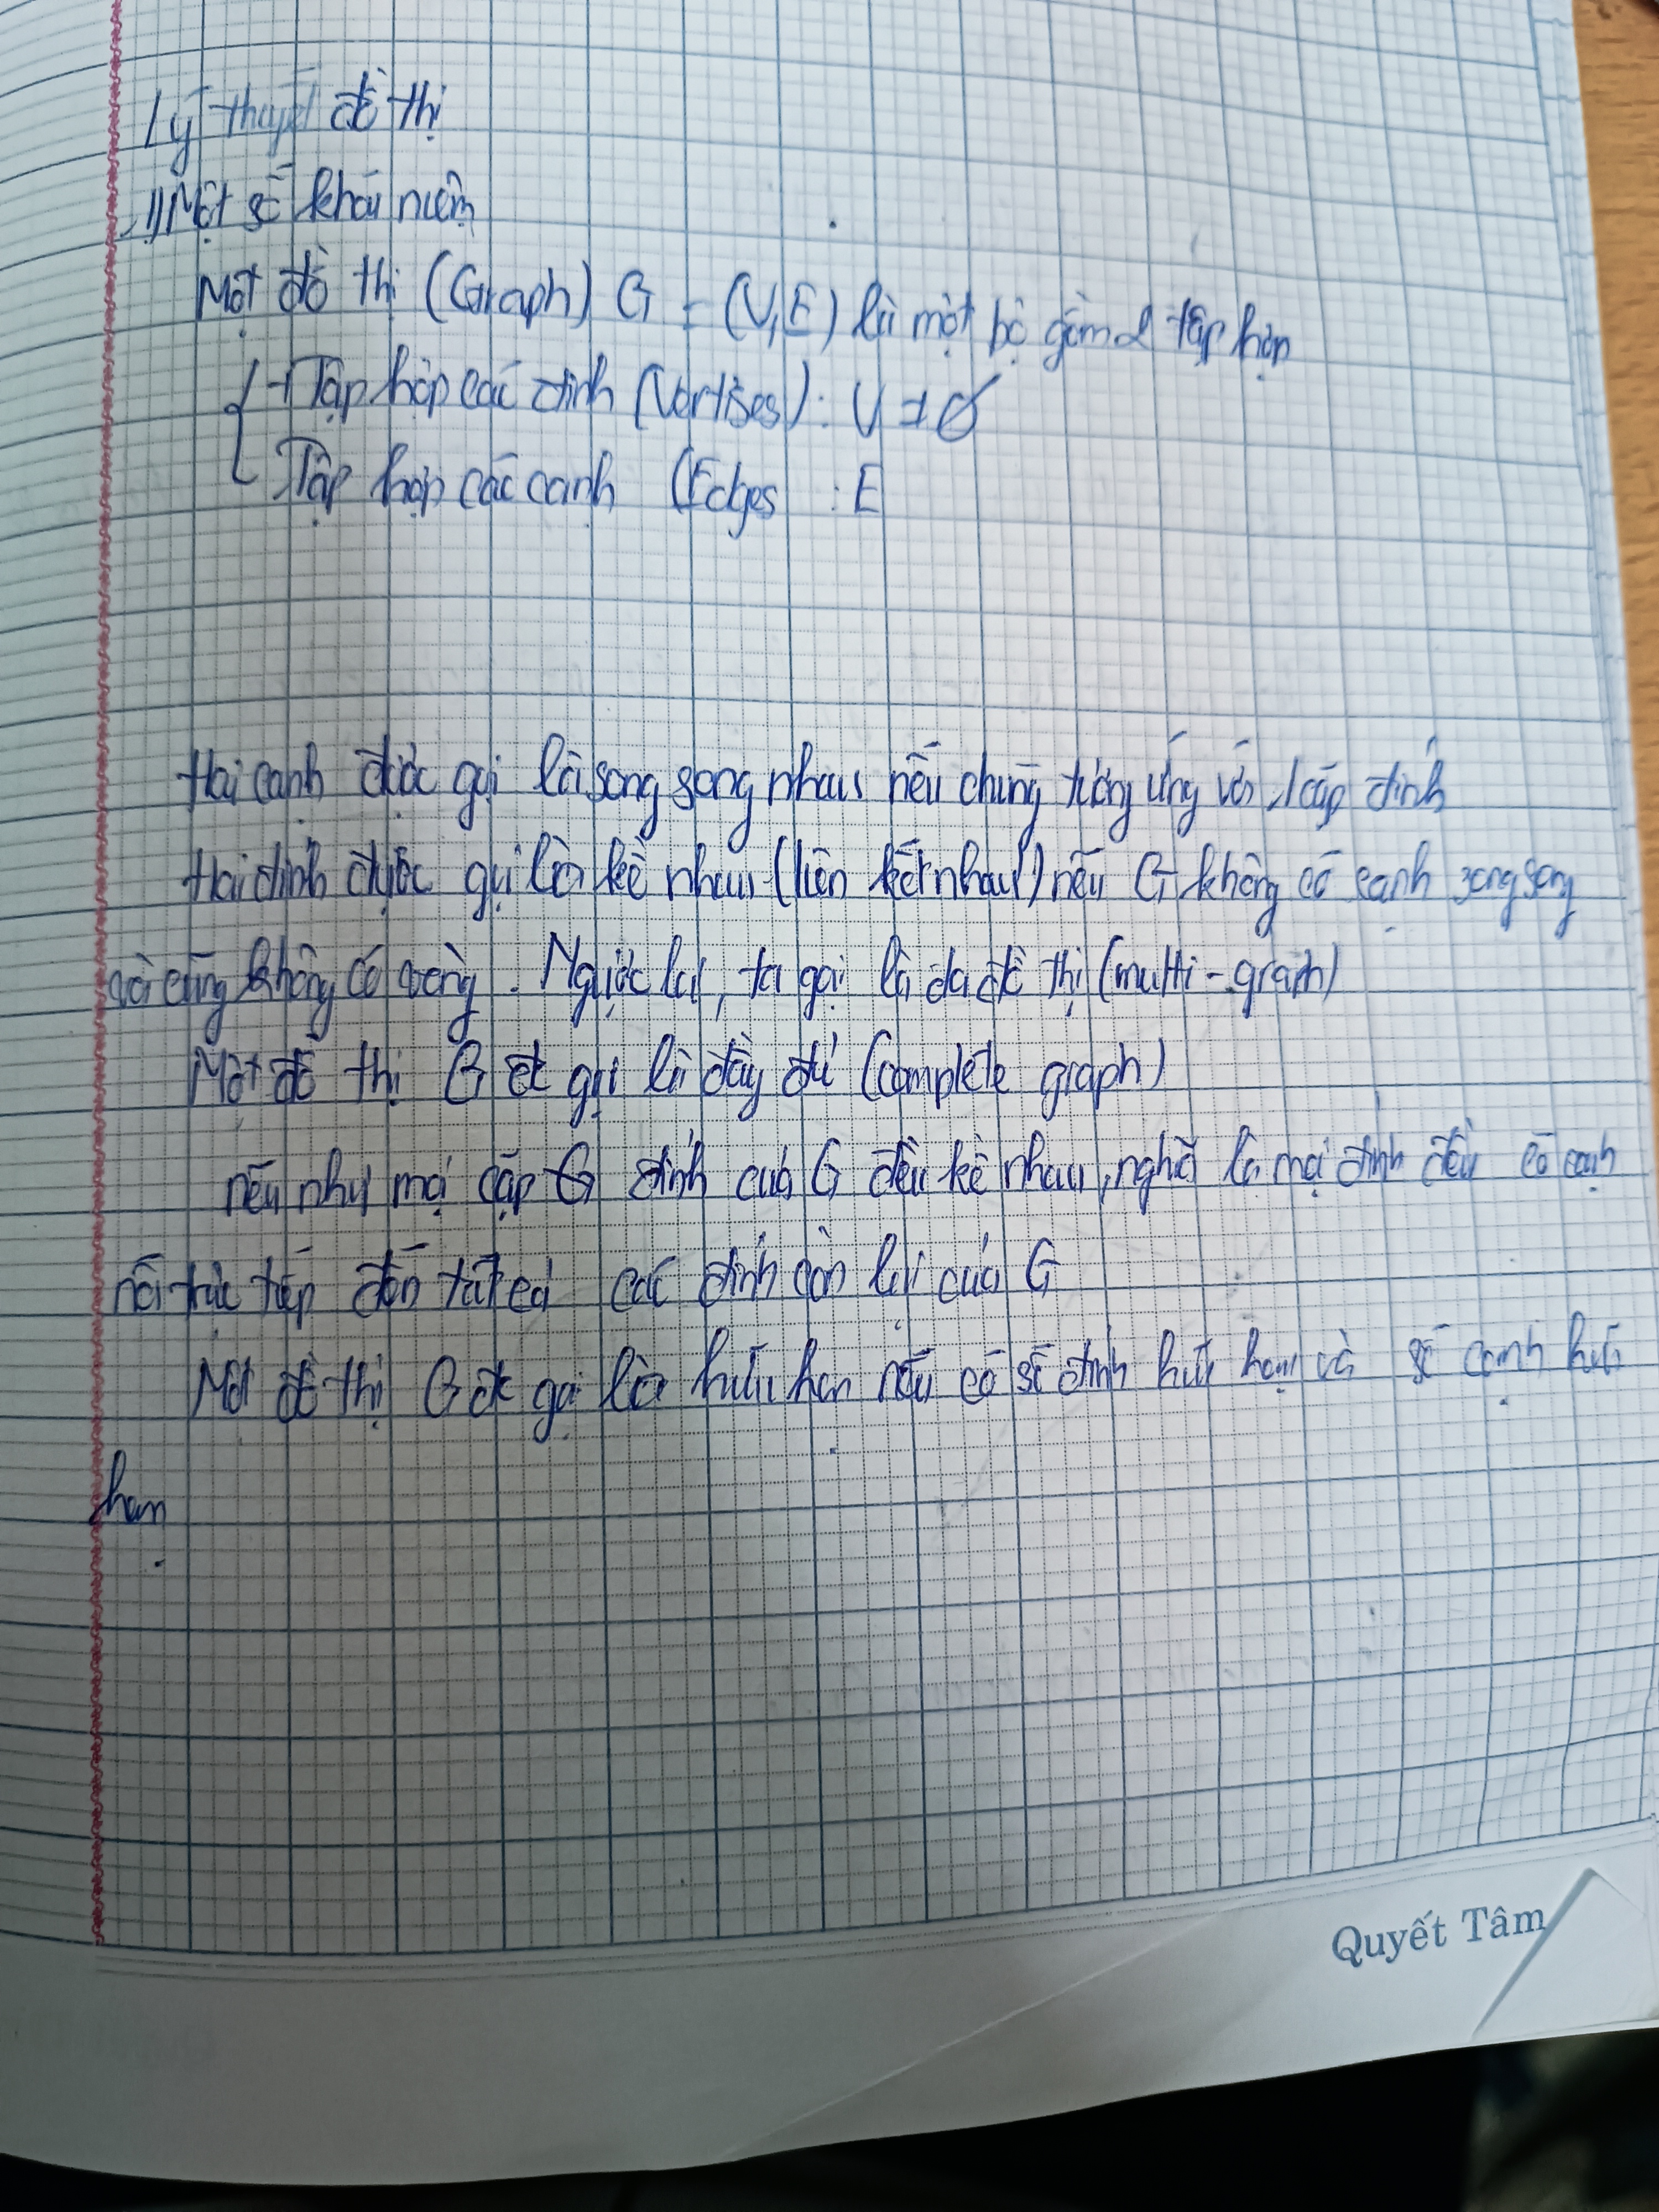 Lý thuyết đồ thị
1) Một số khái niệm
Một đồ thị (Graph) G = (V,E) là một bộ gồm 2 tập hợp
Tập hợp các đỉnh (Vertises): V ≠ ∅
Tập hợp các cạnh (Edges : E
Hai cạnh được gọi là song song nhau nếu chúng tương ứng với 1 cặp đỉnh
Hai đỉnh được gọi là kề nhau (liên kết nhau) nếu G không có cạnh song song
và cũng không có vòng. Ngược lại, ta gọi là đa đồ thị (multi-graph)
Một đồ thị G đc gọi là đầy đủ (complete graph)
nếu như mọi cặp G đỉnh của G đều kề nhau, nghĩa là mọi đỉnh đều có cạnh
nối trực tiếp đến tất cả các đỉnh còn lại của G
Một đồ thị G đc gọi là hữu hạn nếu có số đỉnh hữu hạn và số cạnh hữu
hạn
Quyết Tâm